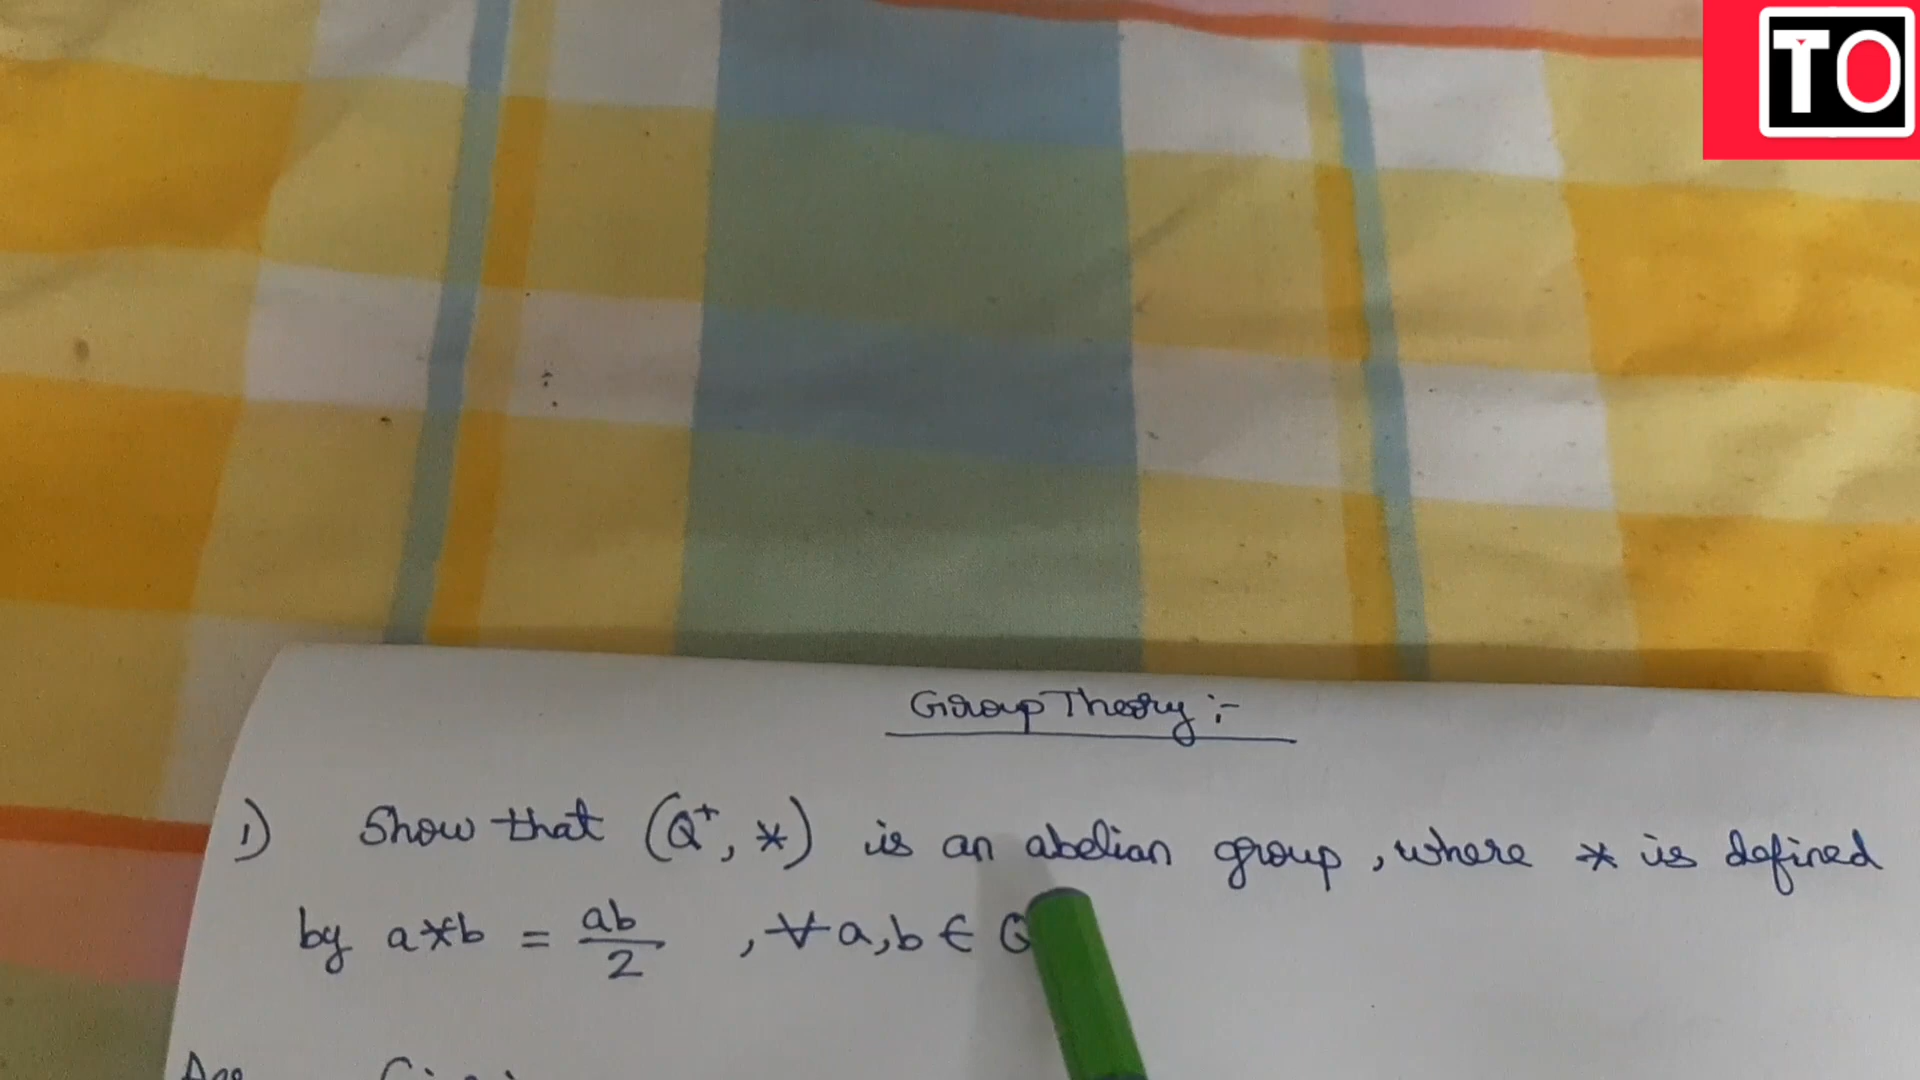 TO
Group Theory :-
1) Show that (Q⁺, *) is an abelian group, where * is defined
by a*b = ab/2 , ∀ a,b ∈ Q